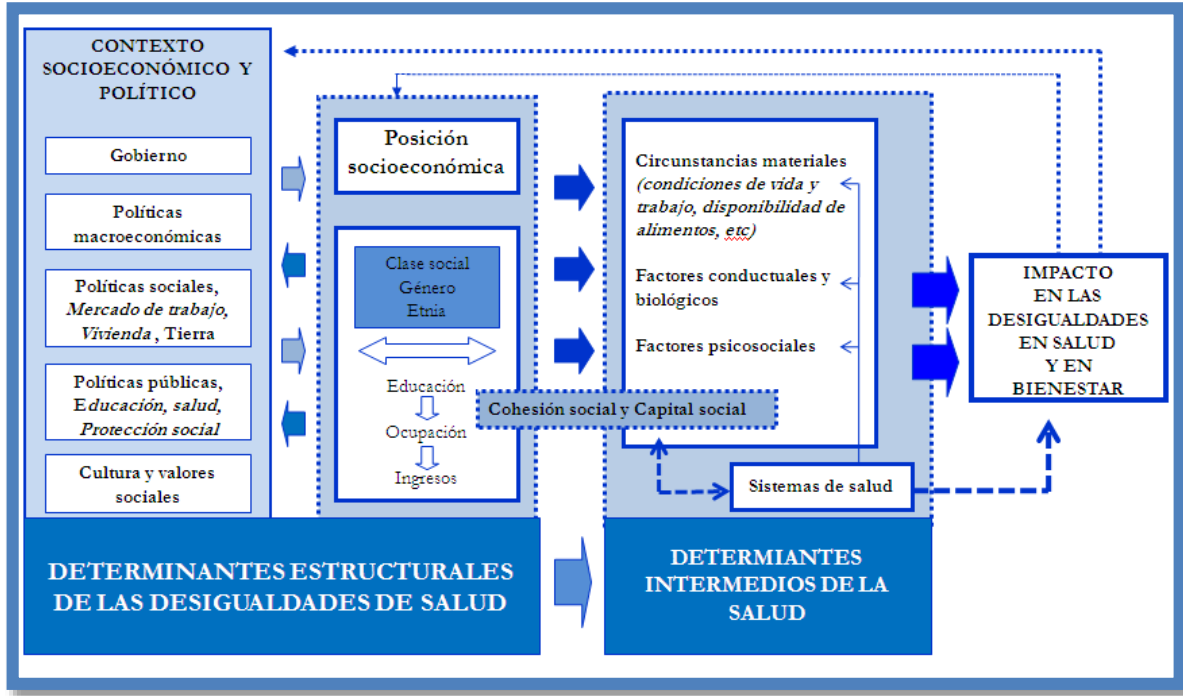 CONTEXTO
SOCIOECONÓMICO Y
POLÍTICO
Gobierno
Políticas
macroeconómicas
Políticas sociales,
Mercado de trabajo,
Vivienda , Tierra
Políticas públicas,
Educación, salud,
Protección social
Cultura y valores
sociales
Posición
socioeconómica
Clase social
Género
Etnia
Educación
Ocupación
Ingresos
Cohesión social y Capital social
Circunstancias materiales
(condiciones de vida y
trabajo, disponibilidad de
alimentos, etc)
Factores conductuales y
biológicos
Factores psicosociales
Sistemas de salud
IMPACTO
EN LAS
DESIGUALDADES
EN SALUD
Y EN
BIENESTAR
DETERMINANTES ESTRUCTURALES
DE LAS DESIGUALDADES DE SALUD
DETERMIANTES
INTERMEDIOS DE LA
SALUD